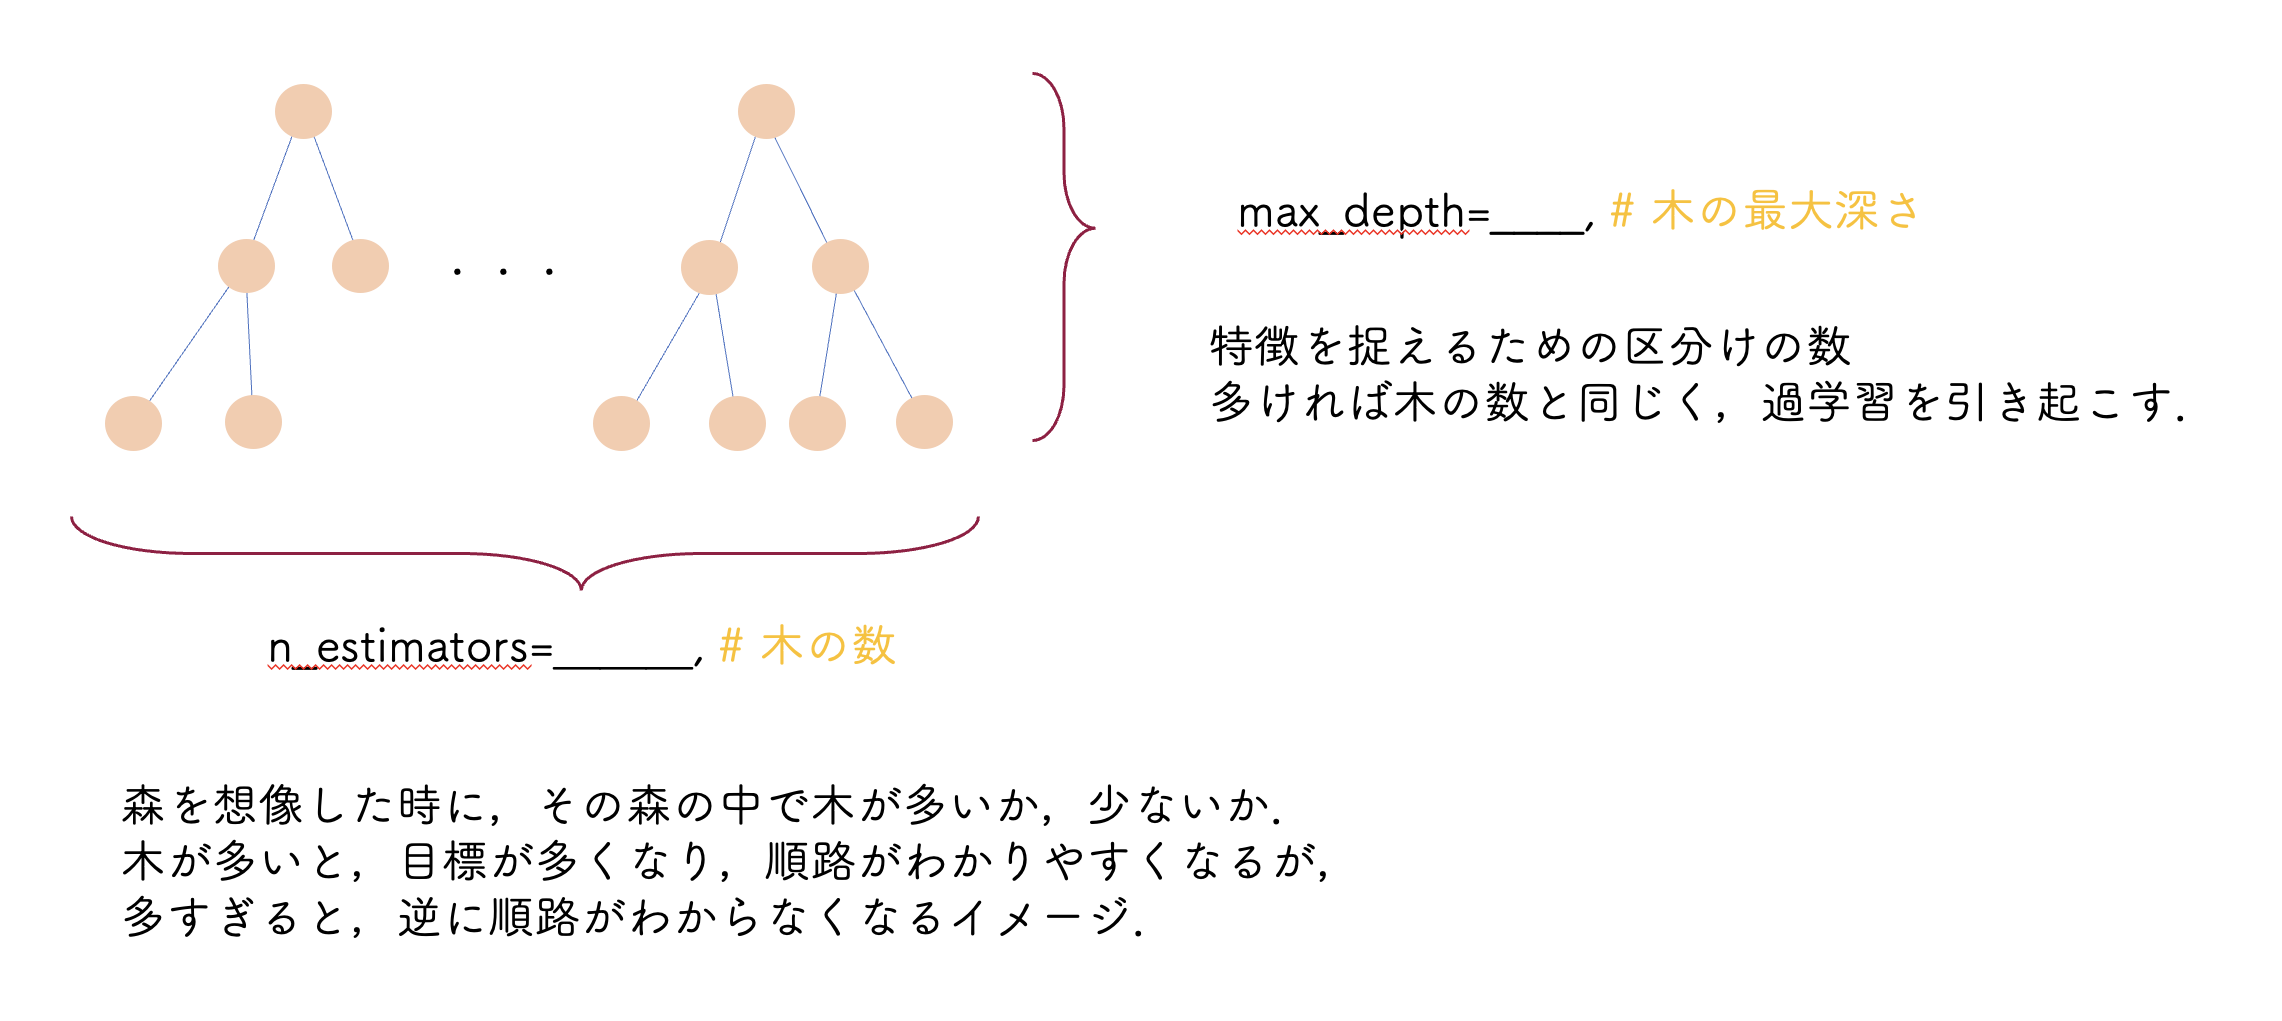 ・・・
max_depth=____, # 木の最大深さ
特徴を捉えるための区分けの数
多ければ木の数と同じく，過学習を引き起こす．
n_estimators=______, # 木の数
森を想像した時に，その森の中で木が多いか，少ないか．
木が多いと，目標が多くなり，順路がわかりやすくなるが，
多すぎると，逆に順路がわからなくなるイメージ．